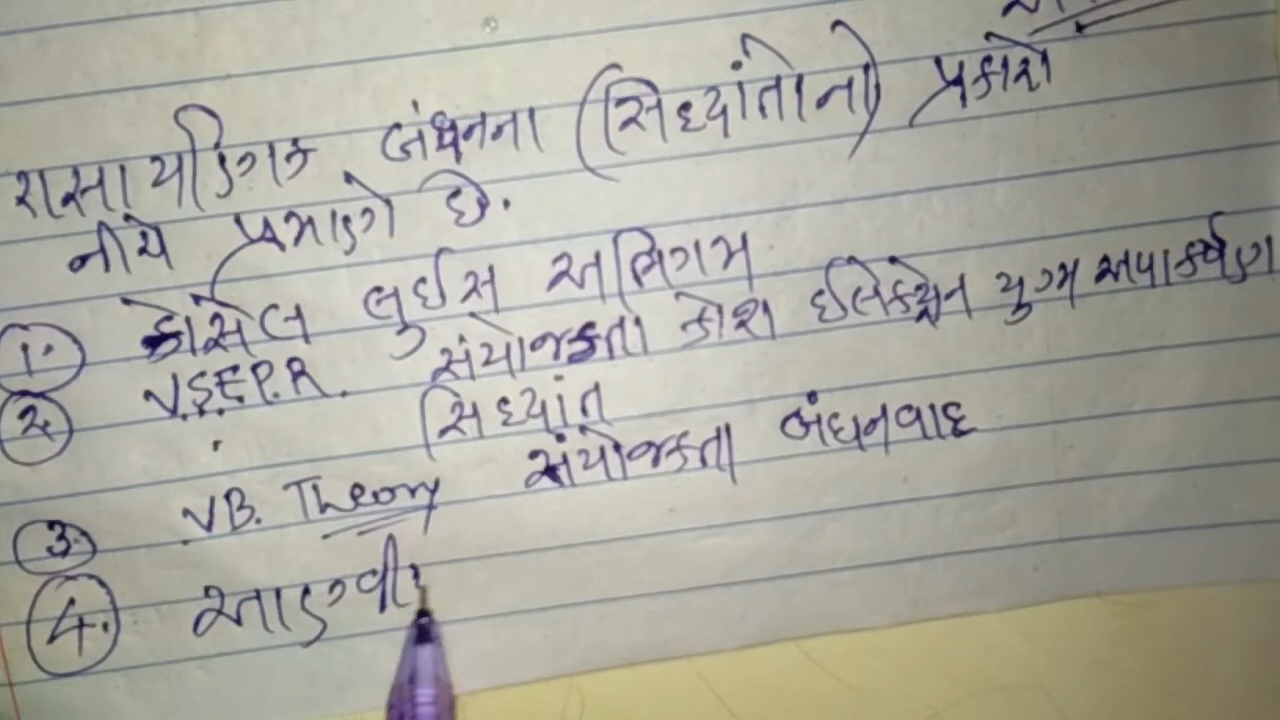 રાસાયણિક બંધનના (સિધ્ધાંતોનો) પ્રકારો
નીચે પ્રમાણે છે.
1. કોસેલ લુઈસ અભિગમ
2. V.S.E.P.R. સંયોજકતા કોશ ઈલેક્ટ્રોન યુગ્મ અપાકર્ષણ
સિધ્ધાંત
3. VB. Theory સંયોજકતા બંધનવાદ
4. આણ્વી